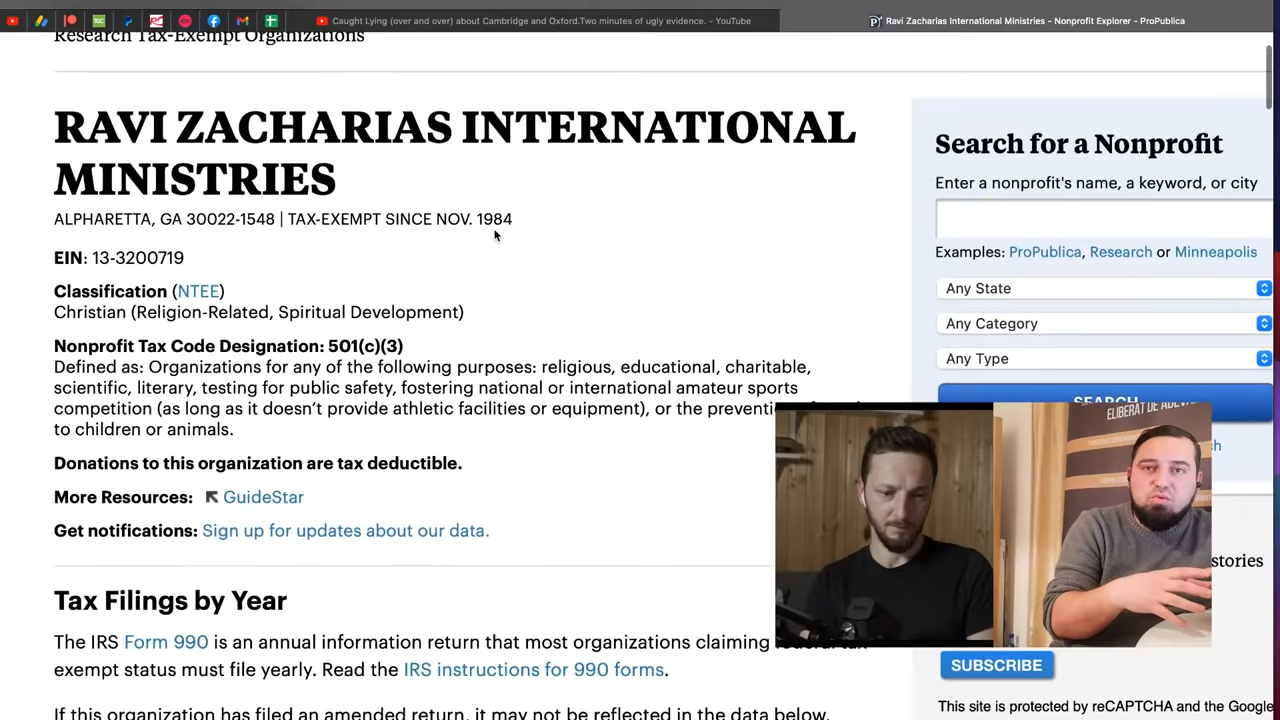 Caught Lying (over and over) about Cambridge and Oxford.Two minutes of ugly evidence. - YouTube
Ravi Zacharias International Ministries - Nonprofit Explorer - ProPublica
Research Tax-Exempt Organizations
RAVI ZACHARIAS INTERNATIONAL
MINISTRIES
ALPHARETTA, GA 30022-1548 | TAX-EXEMPT SINCE NOV. 1984
EIN: 13-3200719
Classification (NTEE)
Christian (Religion-Related, Spiritual Development)
Nonprofit Tax Code Designation: 501(c)(3)
Defined as: Organizations for any of the following purposes: religious, educational, charitable,
scientific, literary, testing for public safety, fostering national or international amateur sports
competition (as long as it doesn't provide athletic facilities or equipment), or the
to children or animals.
Donations to this organization are tax deductible.
More Resources: GuideStar
Get notifications: Sign up for updates about our data.
Tax Filings by Year
The IRS Form 990 is an annual information return that most organizations claiming federal tax
exempt status must file yearly. Read the IRS instructions for 990 forms.
If this organization has filed an amended return, it may not be reflected in the data below.
Search for a Nonprofit
Enter a nonprofit's name, a keyword, or city
Examples: ProPublica, Research or Minneapolis
Any State
Any Category
Any Type
SEARCH
ELIBERAT DE
stories
SUBSCRIBE
This site is protected by reCAPTCHA and the Google